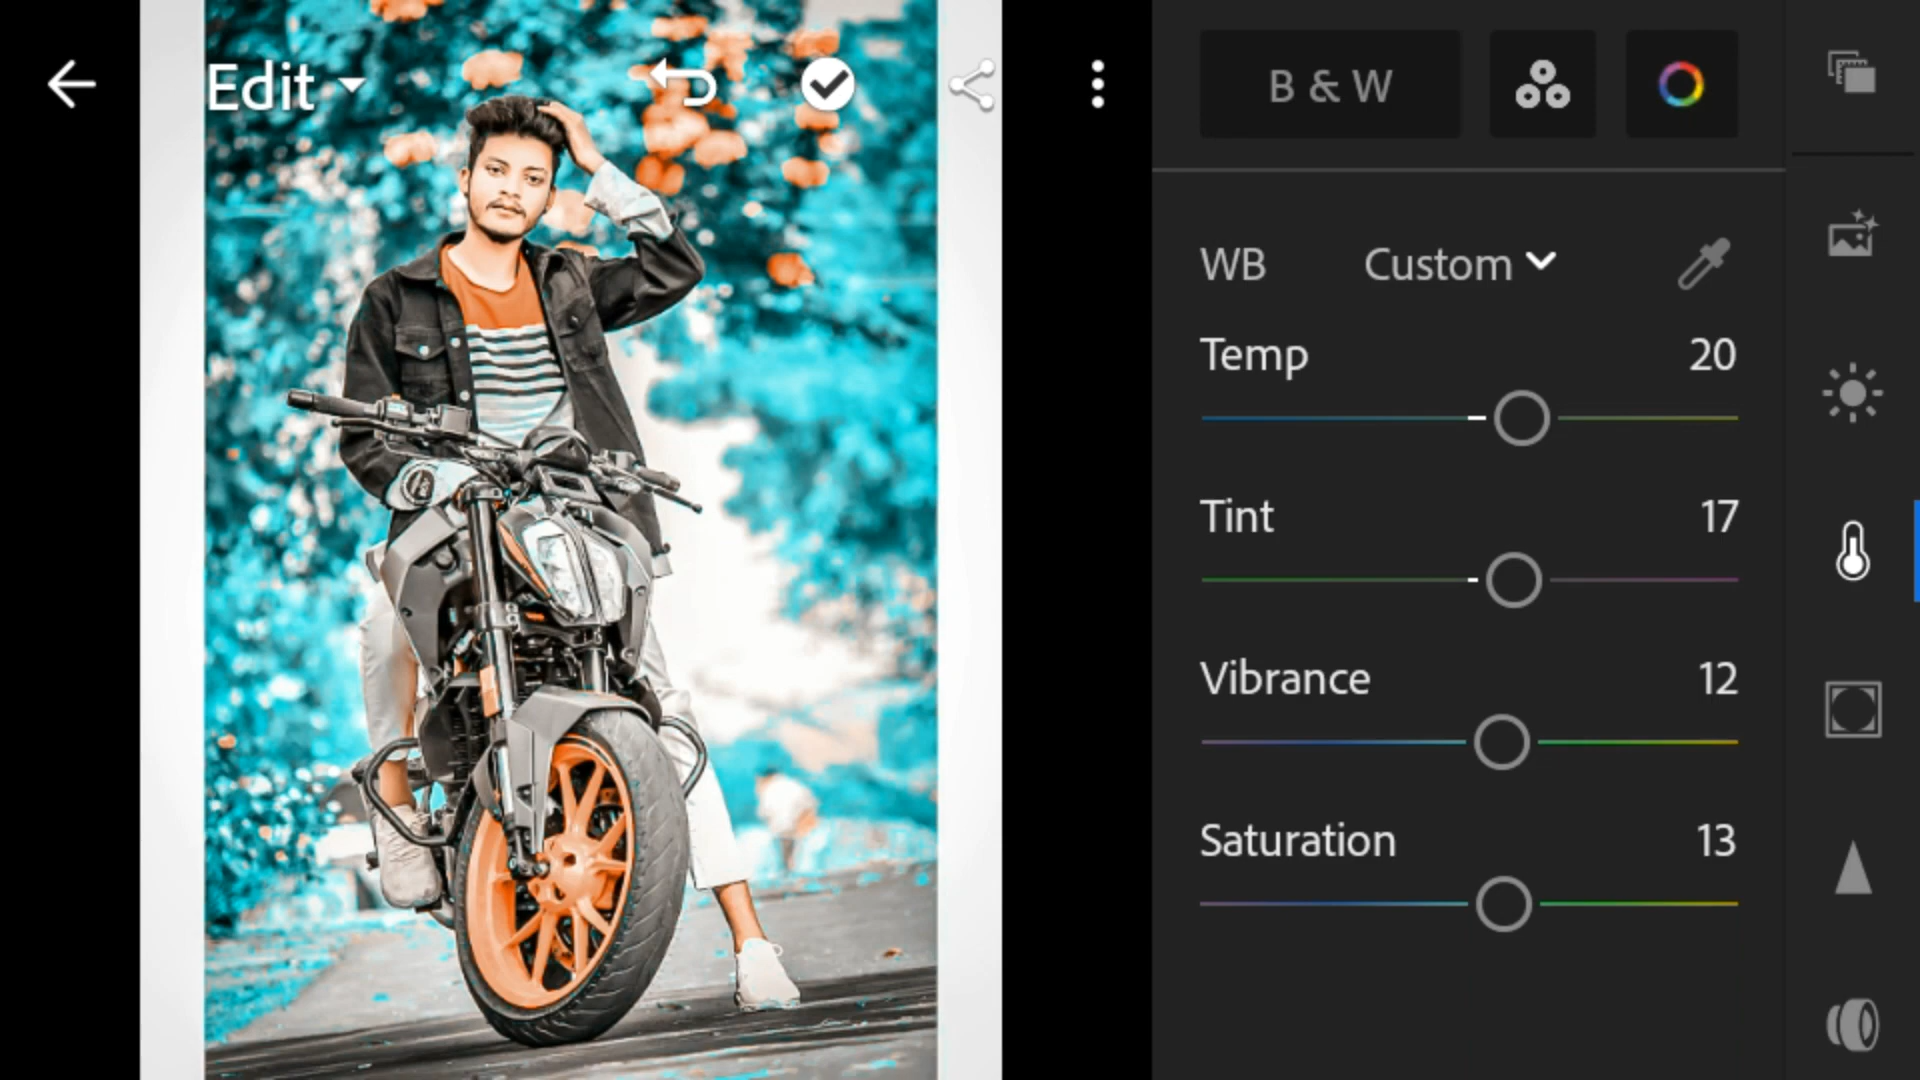 Edit
B & W
WB Custom
Temp 20
Tint 17
Vibrance 12
Saturation 13